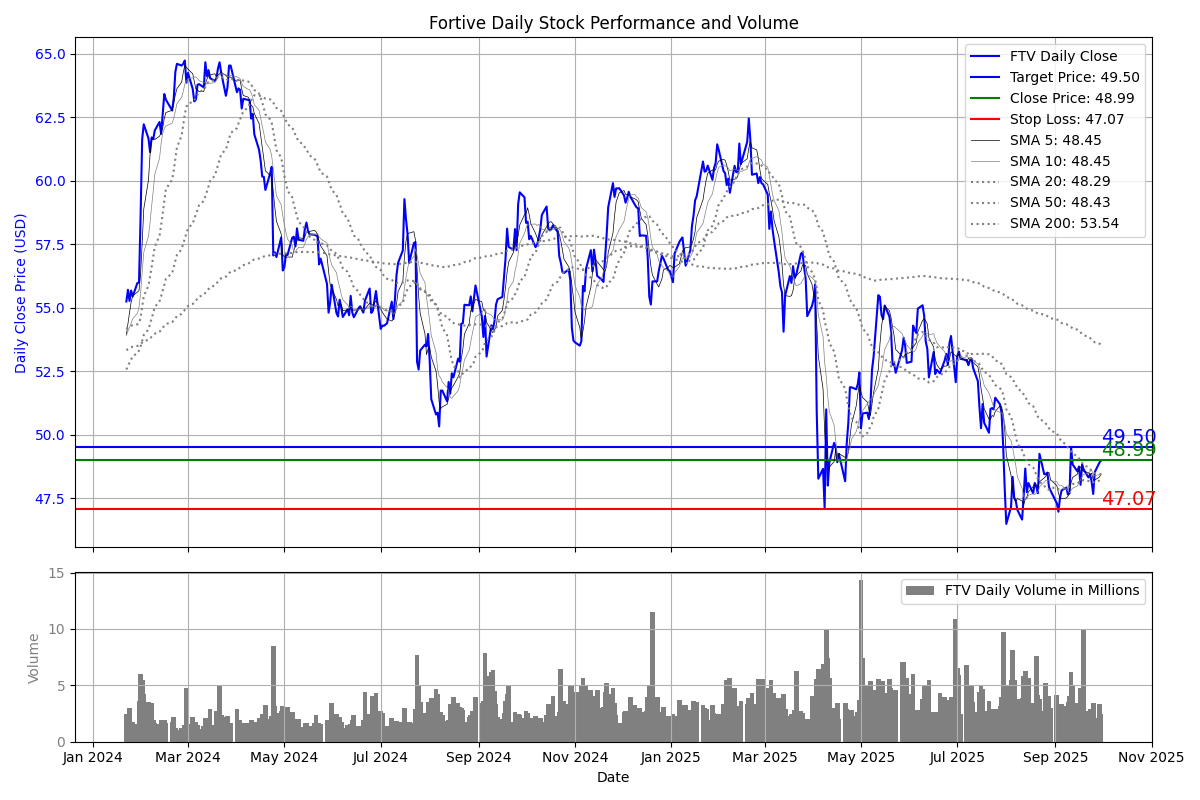 Fortive Daily Stock Performance and Volume
Daily Close Price (USD)
65.0
62.5
60.0
57.5
55.0
52.5
50.0
47.5
FTV Daily Close
Target Price: 49.50
Close Price: 48.99
Stop Loss: 47.07
SMA 5: 48.45
SMA 10: 48.45
SMA 20: 48.29
SMA 50: 48.43
SMA 200: 53.54
49.50
48.99
47.07
Volume
15
10
5
0
FTV Daily Volume in Millions
Jan 2024
Mar 2024
May 2024
Jul 2024
Sep 2024
Nov 2024
Jan 2025
Mar 2025
May 2025
Jul 2025
Sep 2025
Nov 2025
Date